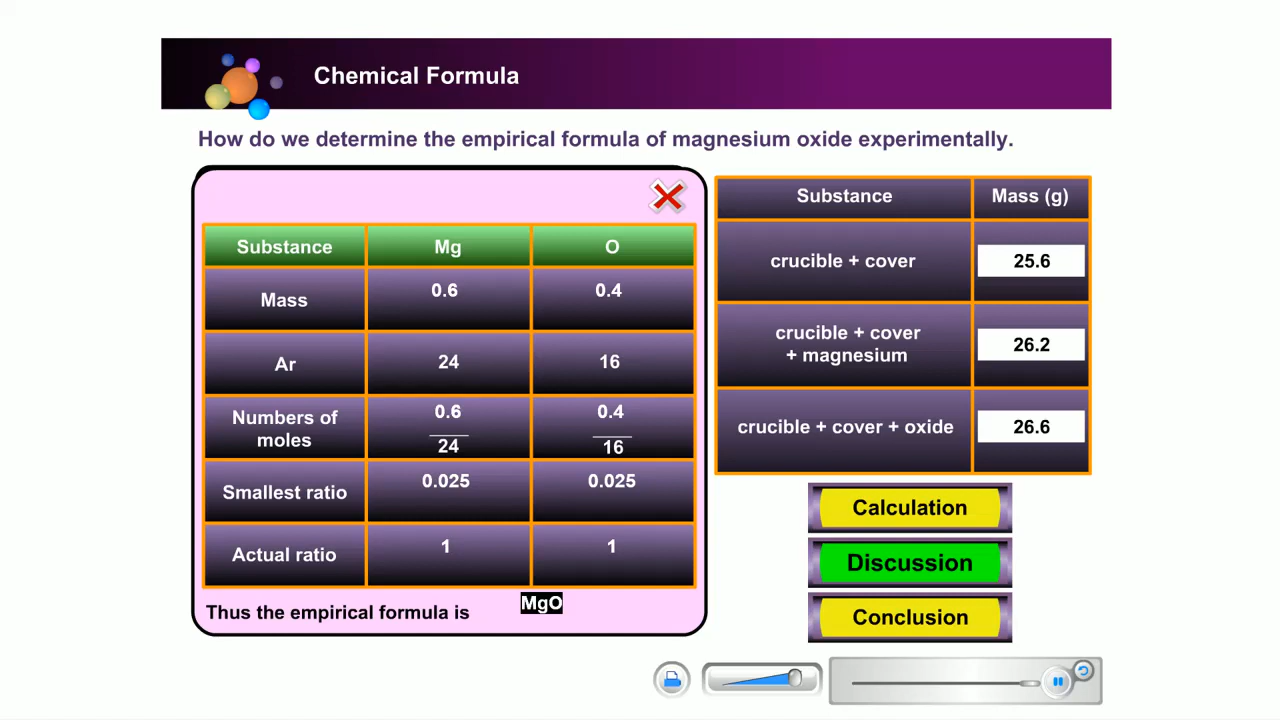 Chemical Formula
How do we determine the empirical formula of magnesium oxide experimentally.
Substance Mg O
Mass 0.6 0.4
Ar 24 16
Numbers of
moles
0.6
24
0.4
16
Smallest ratio 0.025 0.025
Actual ratio 1 1
Thus the empirical formula is MgO
Substance Mass (g)
crucible + cover 25.6
crucible + cover
+ magnesium
26.2
crucible + cover + oxide 26.6
Calculation
Discussion
Conclusion